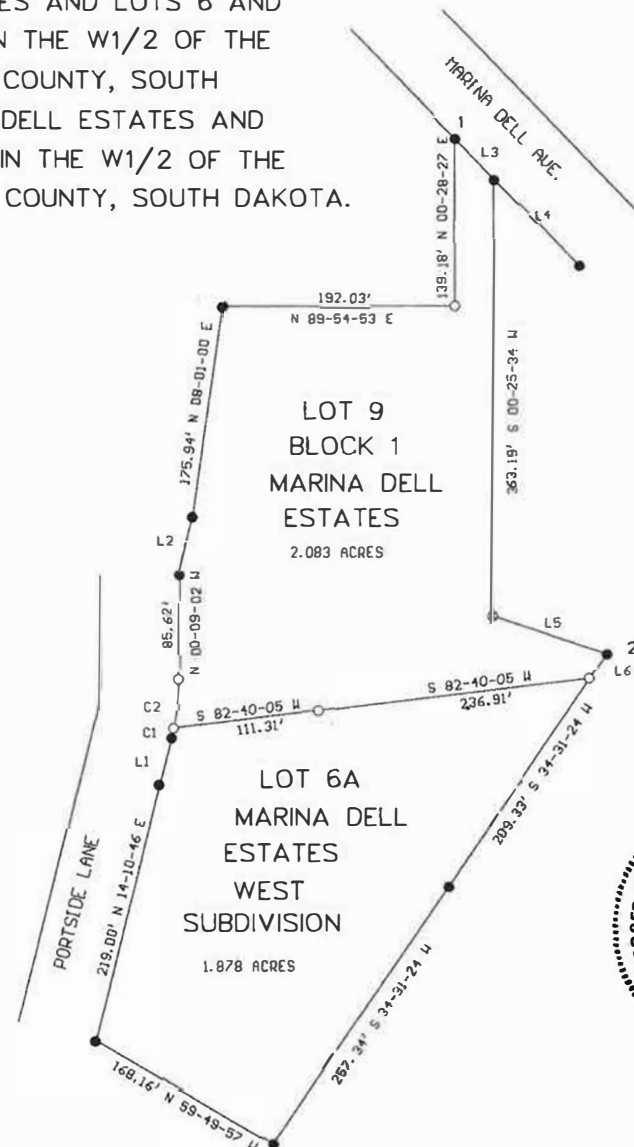 ES AND LOTS 6 AND
N THE W1/2 OF THE
COUNTY, SOUTH
DELL ESTATES AND
IN THE W1/2 OF THE
COUNTY, SOUTH DAKOTA.
MARINA DELL AVE.
1
L3
L4
139.18' N 00-28-27 E
192.03'
N 89-54-53 E
175.94' N 08-01-00 E
363.19' S 00-25-34 W
LOT 9
BLOCK 1
MARINA DELL
ESTATES
2.083 ACRES
L2
85.62'
N 00-09-02 W
L5
2
L6
C2
S 82-40-05 W
111.31'
S 82-40-05 W
236.91'
C1
L1
209.33' S 34-31-24 W
LOT 6A
MARINA DELL
ESTATES
WEST
SUBDIVISION
1.878 ACRES
PORTSIDE LANE
219.00' N 14-10-46 E
257.34' S 34-31-24 W
168.16' N 59-49-57 W